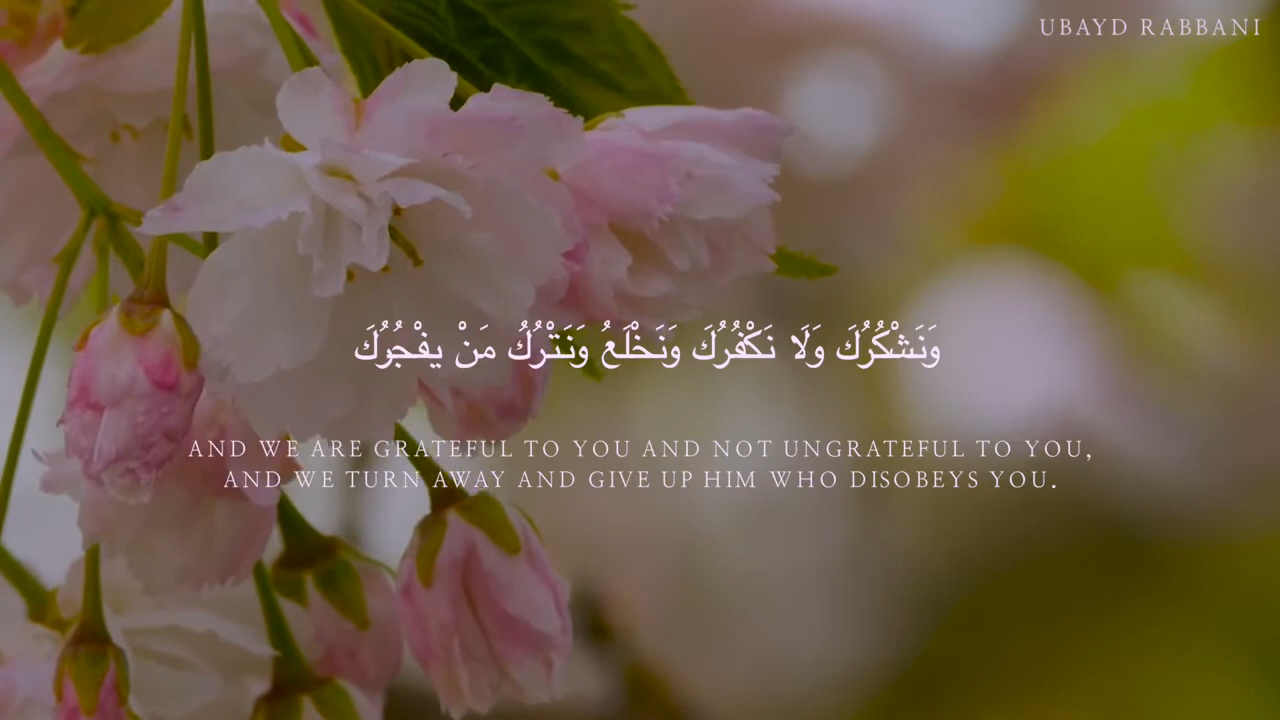 UBAYD RABBANI
وَنَشْكُرُكَ وَلَا نَكْفُرُكَ وَنَخْلَعُ وَنَتْرُكُ مَنْ يفْجُرُكَ
AND WE ARE GRATEFUL TO YOU AND NOT UNGRATEFUL TO YOU,
AND WE TURN AWAY AND GIVE UP HIM WHO DISOBEYS YOU.